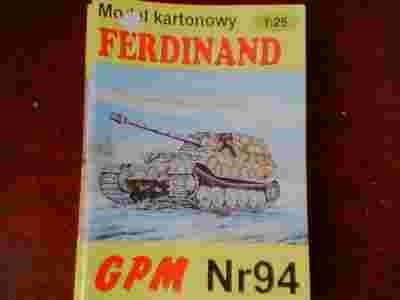 Model kartonowy 1:25
FERDINAND
GPM Nr94